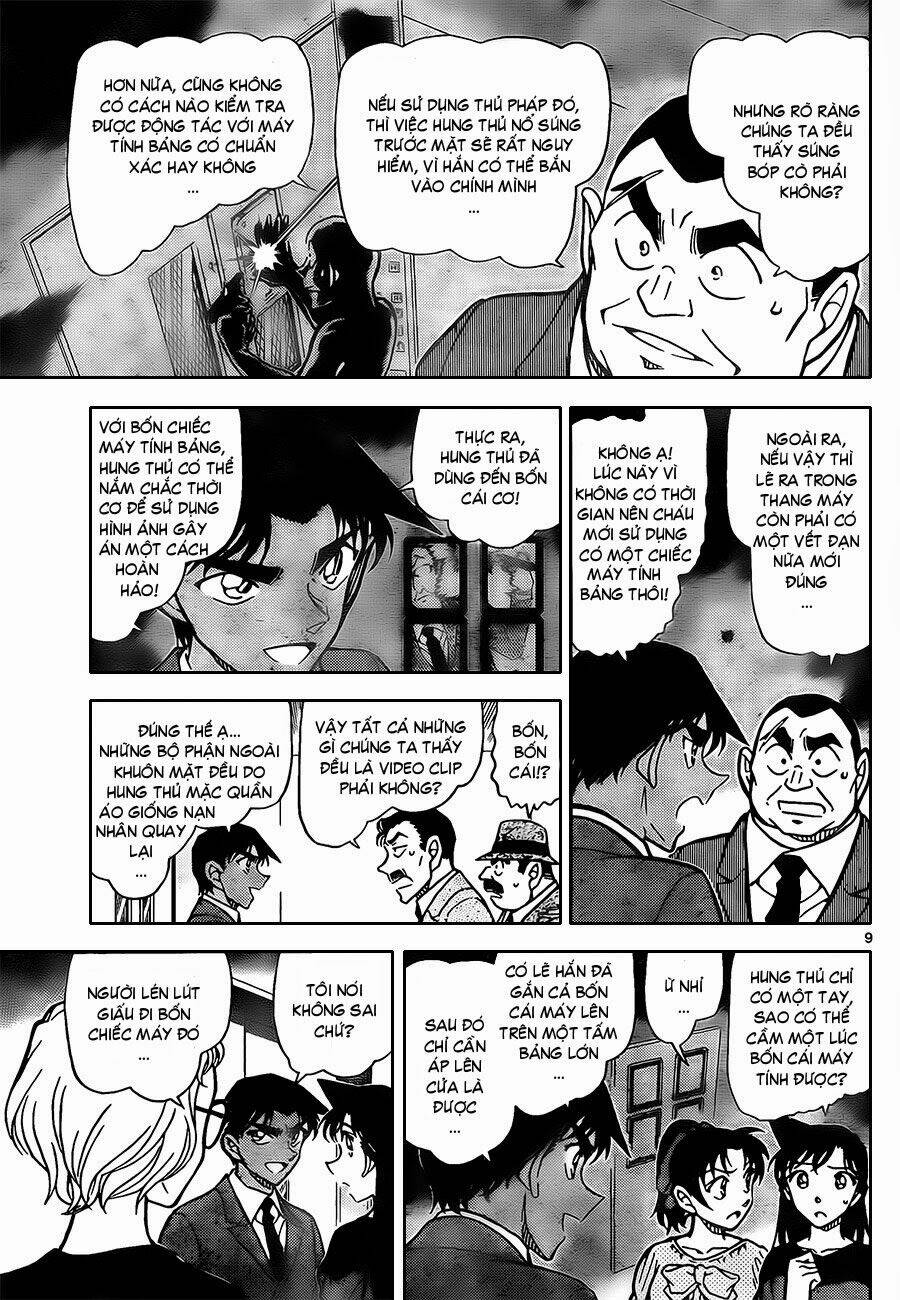 NHƯNG RÕ RÀNG
CHÚNG TA ĐỀU
THẤY SÚNG
BÓP CÒ PHẢI
KHÔNG?
NẾU SỬ DỤNG THỦ PHÁP ĐÓ,
THÌ VIỆC HUNG THỦ NỔ SÚNG
TRƯỚC MẶT SẼ RẤT NGUY
HIỂM, VÌ HẮN CÓ THỂ BẮN
VÀO CHÍNH MÌNH
...
HƠN NỮA, CŨNG KHÔNG
CÓ CÁCH NÀO KIỂM TRA
ĐƯỢC ĐỘNG TÁC VỚI MÁY
TÍNH BẢNG CÓ CHUẨN
XÁC HAY KHÔNG
...
NGOÀI RA,
NẾU VẬY THÌ
LẼ RA TRONG
THANG MÁY
CÒN PHẢI CÓ
MỘT VẾT ĐẠN
NỮA MỚI
ĐÚNG
...
KHÔNG Ạ!
LÚC NÃY VÌ
KHÔNG CÓ THỜI
GIAN NÊN CHÁU
MỚI SỬ DỤNG
CÓ MỘT CHIẾC
MÁY TÍNH
BẢNG THÔI!
THỰC RA,
HUNG THỦ ĐÃ
DÙNG ĐẾN BỐN
CÁI CƠ!
VỚI BỐN CHIẾC
MÁY TÍNH BẢNG,
HUNG THỦ CÓ THỂ
NẮM CHẮC THỜI
CƠ ĐỂ SỬ DỤNG
HÌNH ẢNH GÂY
ÁN MỘT CÁCH
HOÀN
HẢO!
BỐN,
BỐN
CÁI!?
VẬY TẤT CẢ NHỮNG
GÌ CHÚNG TA THẤY
ĐỀU LÀ VIDEO CLIP
PHẢI KHÔNG?
ĐÚNG THẾ Ạ...
NHỮNG BỘ PHẬN NGOÀI
KHUÔN MẶT ĐỀU DO
HUNG THỦ MẶC QUẦN
ÁO GIỐNG NẠN
NHÂN QUAY
LẠI
...
9
HUNG THỦ CHỈ
CÓ MỘT TAY,
SAO CÓ THỂ
CẦM MỘT LÚC
BỐN CÁI MÁY
TÍNH ĐƯỢC?
Ừ NHỈ
...
CÓ LẼ HẮN ĐÃ
GẮN CẢ BỐN
CÁI MÁY LÊN
TRÊN MỘT TẤM
BẢNG LỚN
...
SAU ĐÓ
CHỈ CẦN
ÁP LÊN
CỬA LÀ
ĐƯỢC
...
TÔI NÓI
KHÔNG SAI
CHỨ?
NGƯỜI LÉN LÚT
GIẤU ĐI BỐN
CHIẾC MÁY ĐÓ
...